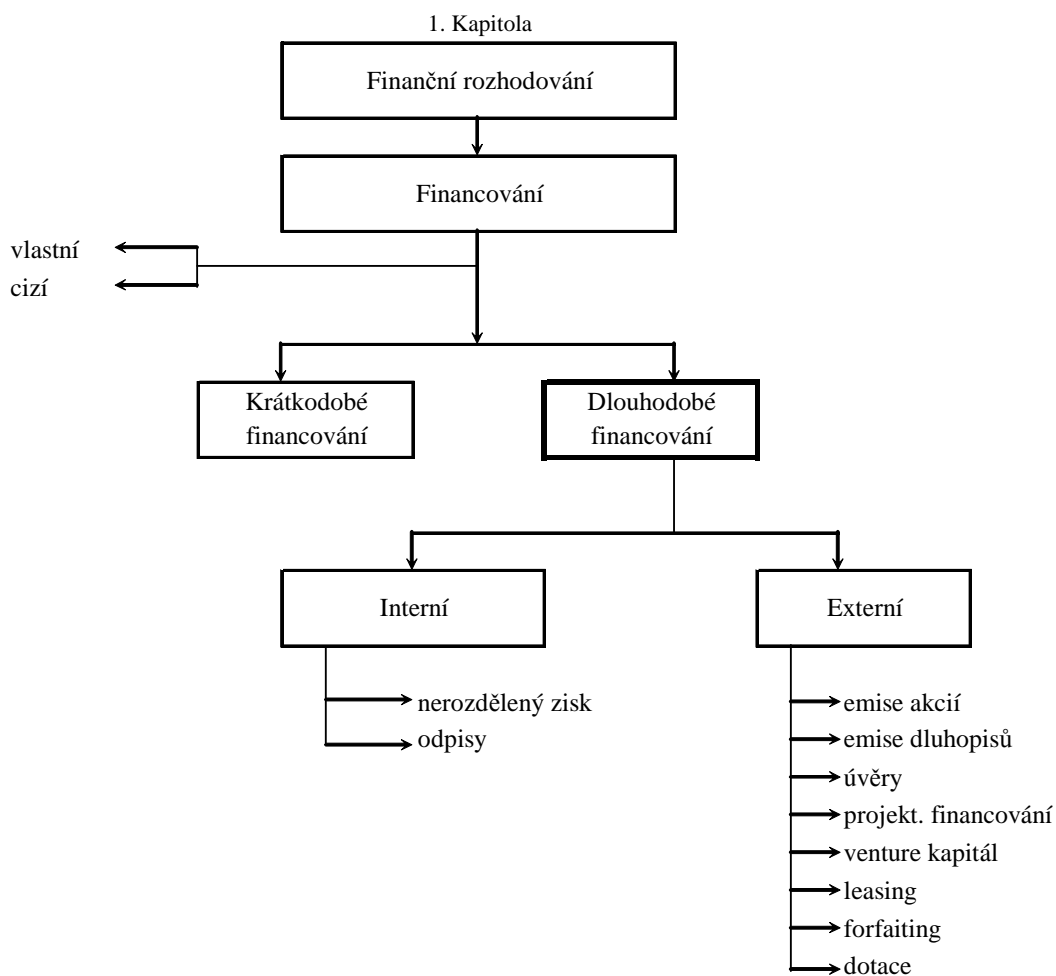 1. Kapitola
Finanční rozhodování
Financování
vlastní
cizí
Krátkodobé
financování
Dlouhodobé
financování
Interní
Externí
nerozdělený zisk
odpisy
emise akcií
emise dluhopisů
úvěry
projekt. financování
venture kapitál
leasing
forfaiting
dotace